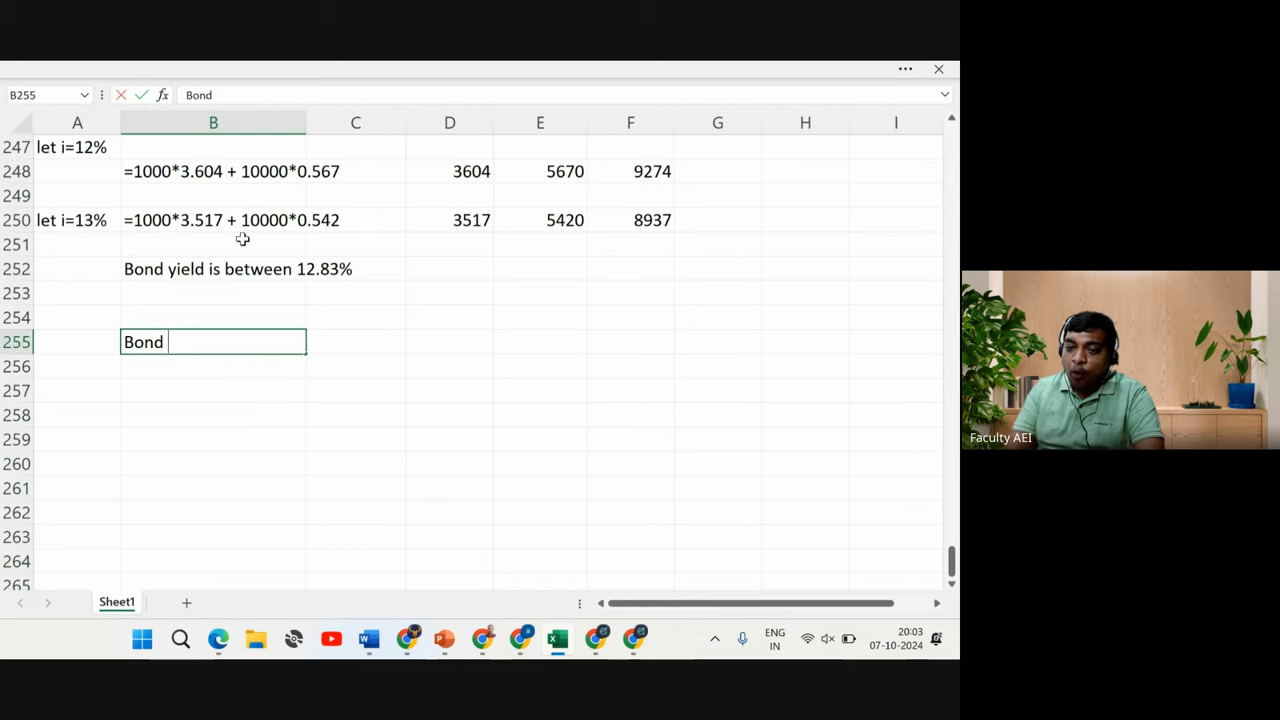 B255 Bond
A B C D E F G H I
247 let i=12%
248 =1000*3.604 + 10000*0.567 3604 5670 9274
249
250 let i=13% =1000*3.517 + 10000*0.542 3517 5420 8937
251
252 Bond yield is between 12.83%
253
254
255 Bond
256
257
258
259
260
261
262
263
264
265
Sheet1
ENG
IN
20:03
07-10-2024
Faculty AEI